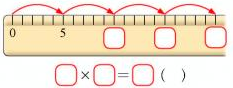 0 5
× = ( )